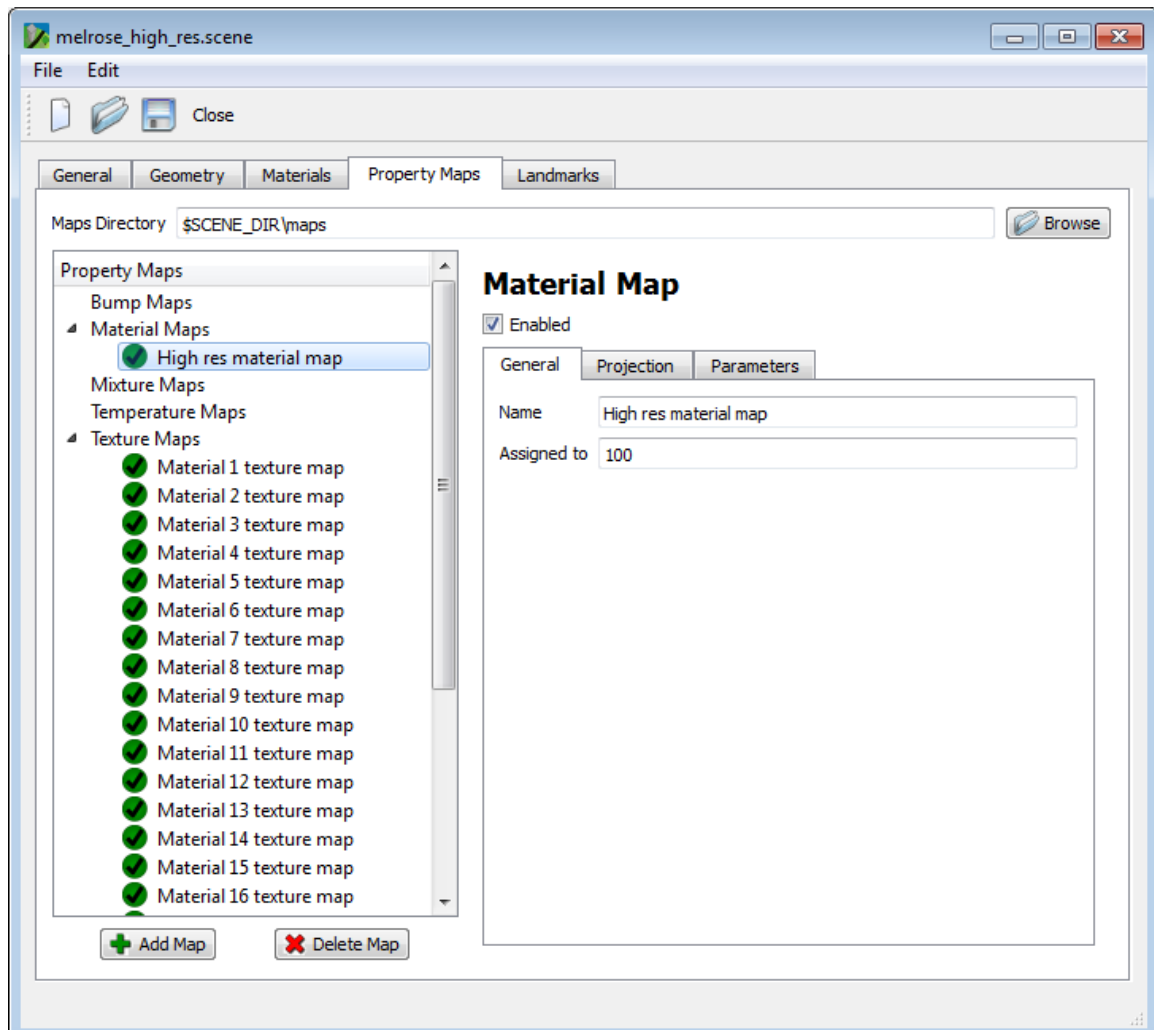 melrose_high_res.scene
File Edit
Close
General Geometry Materials Property Maps Landmarks
Maps Directory $SCENE_DIR\maps Browse
Property Maps
Bump Maps
Material Maps
High res material map
Mixture Maps
Temperature Maps
Texture Maps
Material 1 texture map
Material 2 texture map
Material 3 texture map
Material 4 texture map
Material 5 texture map
Material 6 texture map
Material 7 texture map
Material 8 texture map
Material 9 texture map
Material 10 texture map
Material 11 texture map
Material 12 texture map
Material 13 texture map
Material 14 texture map
Material 15 texture map
Material 16 texture map
Add Map Delete Map
Material Map
Enabled
General Projection Parameters
Name High res material map
Assigned to 100